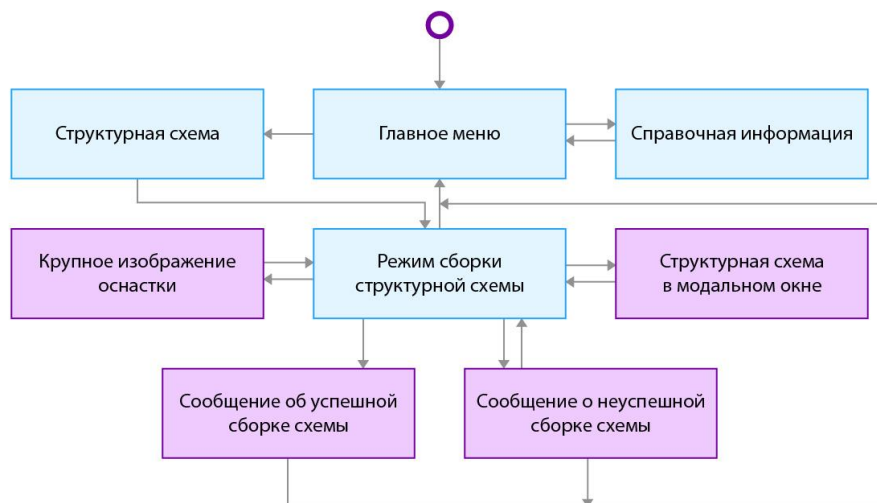 Структурная схема
Главное меню
Справочная информация
Крупное изображение
оснастки
Режим сборки
структурной схемы
Структурная схема
в модальном окне
Сообщение об успешной
сборке схемы
Сообщение о неуспешной
сборке схемы